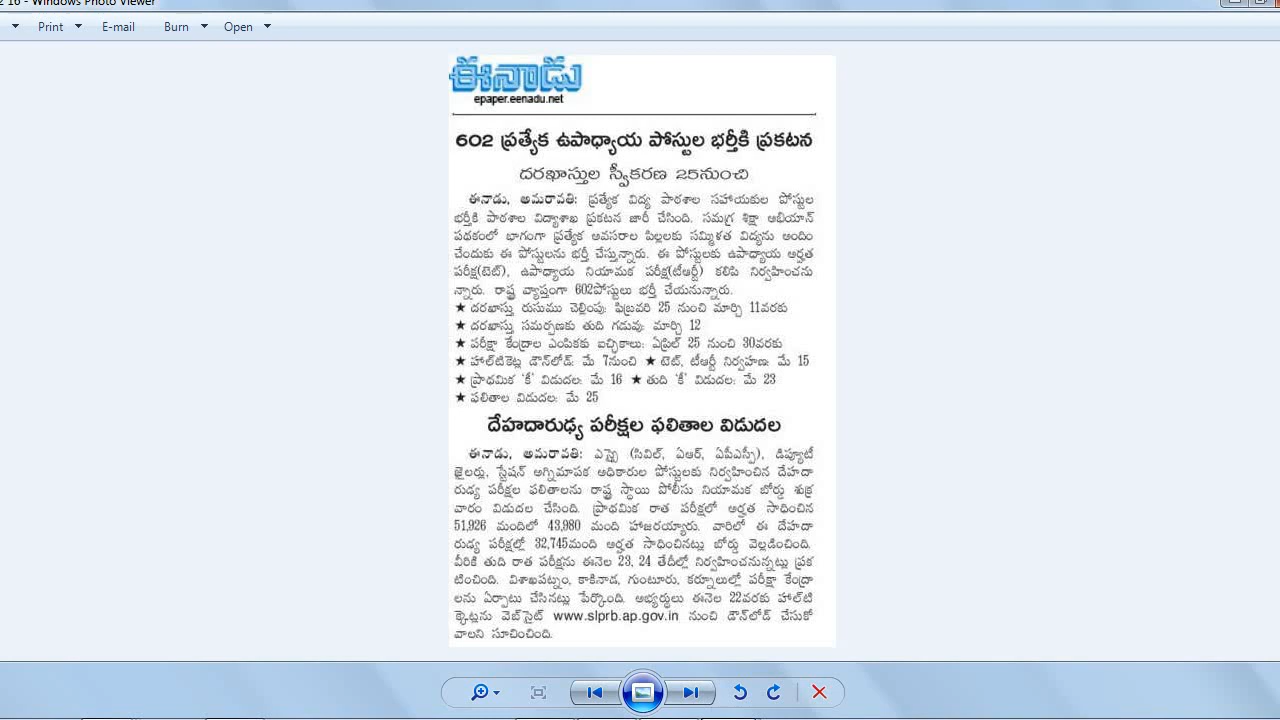 2 16 - Windows Photo Viewer
Print E-mail Burn Open
ఈనాడు
epaper.eenadu.net
602 ప్రత్యేక ఉపాధ్యాయ పోస్టుల భర్తీకి ప్రకటన
దరఖాస్తుల స్వీకరణ 25నుంచి
ఈనాడు, అమరావతి: ప్రత్యేక విద్య పాఠశాల సహాయకుల పోస్టుల
భర్తీకి పాఠశాల విద్యాశాఖ ప్రకటన జారీ చేసింది. సమగ్ర శిక్షా అభియాన్
పథకంలో భాగంగా ప్రత్యేక అవసరాల పిల్లలకు సమ్మిళత విద్యను అందిం
చేందుకు ఈ పోస్టులను భర్తీ చేస్తున్నారు. ఈ పోస్టులకు ఉపాధ్యాయ అర్హత
పరీక్ష(టెట్), ఉపాధ్యాయ నియామక పరీక్ష(టీఆర్టీ) కలిపి నిర్వహించను
న్నారు. రాష్ట్ర వ్యాప్తంగా 602పోస్టులు భర్తీ చేయనున్నారు.
★ దరఖాస్తు రుసుము చెల్లింపు: ఫిబ్రవరి 25 నుంచి మార్చి 11వరకు
★ దరఖాస్తు సమర్పణకు తుది గడువు: మార్చి 12
★ పరీక్షా కేంద్రాల ఎంపికకు ఐచ్ఛికాలు: ఏప్రిల్ 25 నుంచి 30వరకు
★ హాల్‌టికెట్ల డౌన్‌లోడ్: మే 7నుంచి ★ టెట్, టీఆర్టీ నిర్వహణ: మే 15
★ ప్రాథమిక ‘కీ’ విడుదల: మే 16 ★ తుది ‘కీ’ విడుదల: మే 23
★ ఫలితాల విడుదల: మే 25
దేహదారుఢ్య పరీక్షల ఫలితాల విడుదల
ఈనాడు, అమరావతి: ఎస్సై (సివిల్, ఏఆర్, ఏపీఎస్పీ), డిప్యూటీ
జైలర్లు, స్టేషన్ అగ్నిమాపక అధికారుల పోస్టులకు నిర్వహించిన దేహదా
రుఢ్య పరీక్షల ఫలితాలను రాష్ట్ర స్థాయి పోలీసు నియామక బోర్డు శుక్ర
వారం విడుదల చేసింది. ప్రాథమిక రాత పరీక్షలో అర్హత సాధించిన
51,926 మందిలో 43,980 మంది హాజరయ్యారు. వారిలో ఈ దేహదా
రుఢ్య పరీక్షల్లో 32,745మంది అర్హత సాధించినట్లు బోర్డు వెల్లడించింది.
వీరికి తుది రాత పరీక్షను ఈనెల 23, 24 తేదీల్లో నిర్వహించనున్నట్లు ప్రక
టించింది. విశాఖపట్నం, కాకినాడ, గుంటూరు, కర్నూలుల్లో పరీక్షా కేంద్రా
లను ఏర్పాటు చేసినట్లు పేర్కొంది. అభ్యర్థులు ఈనెల 22వరకు హాల్‌టి
క్కెట్లను వెబ్‌సైట్ www.slprb.ap.gov.in నుంచి డౌన్‌లోడ్ చేసుకో
వాలని సూచించింది.